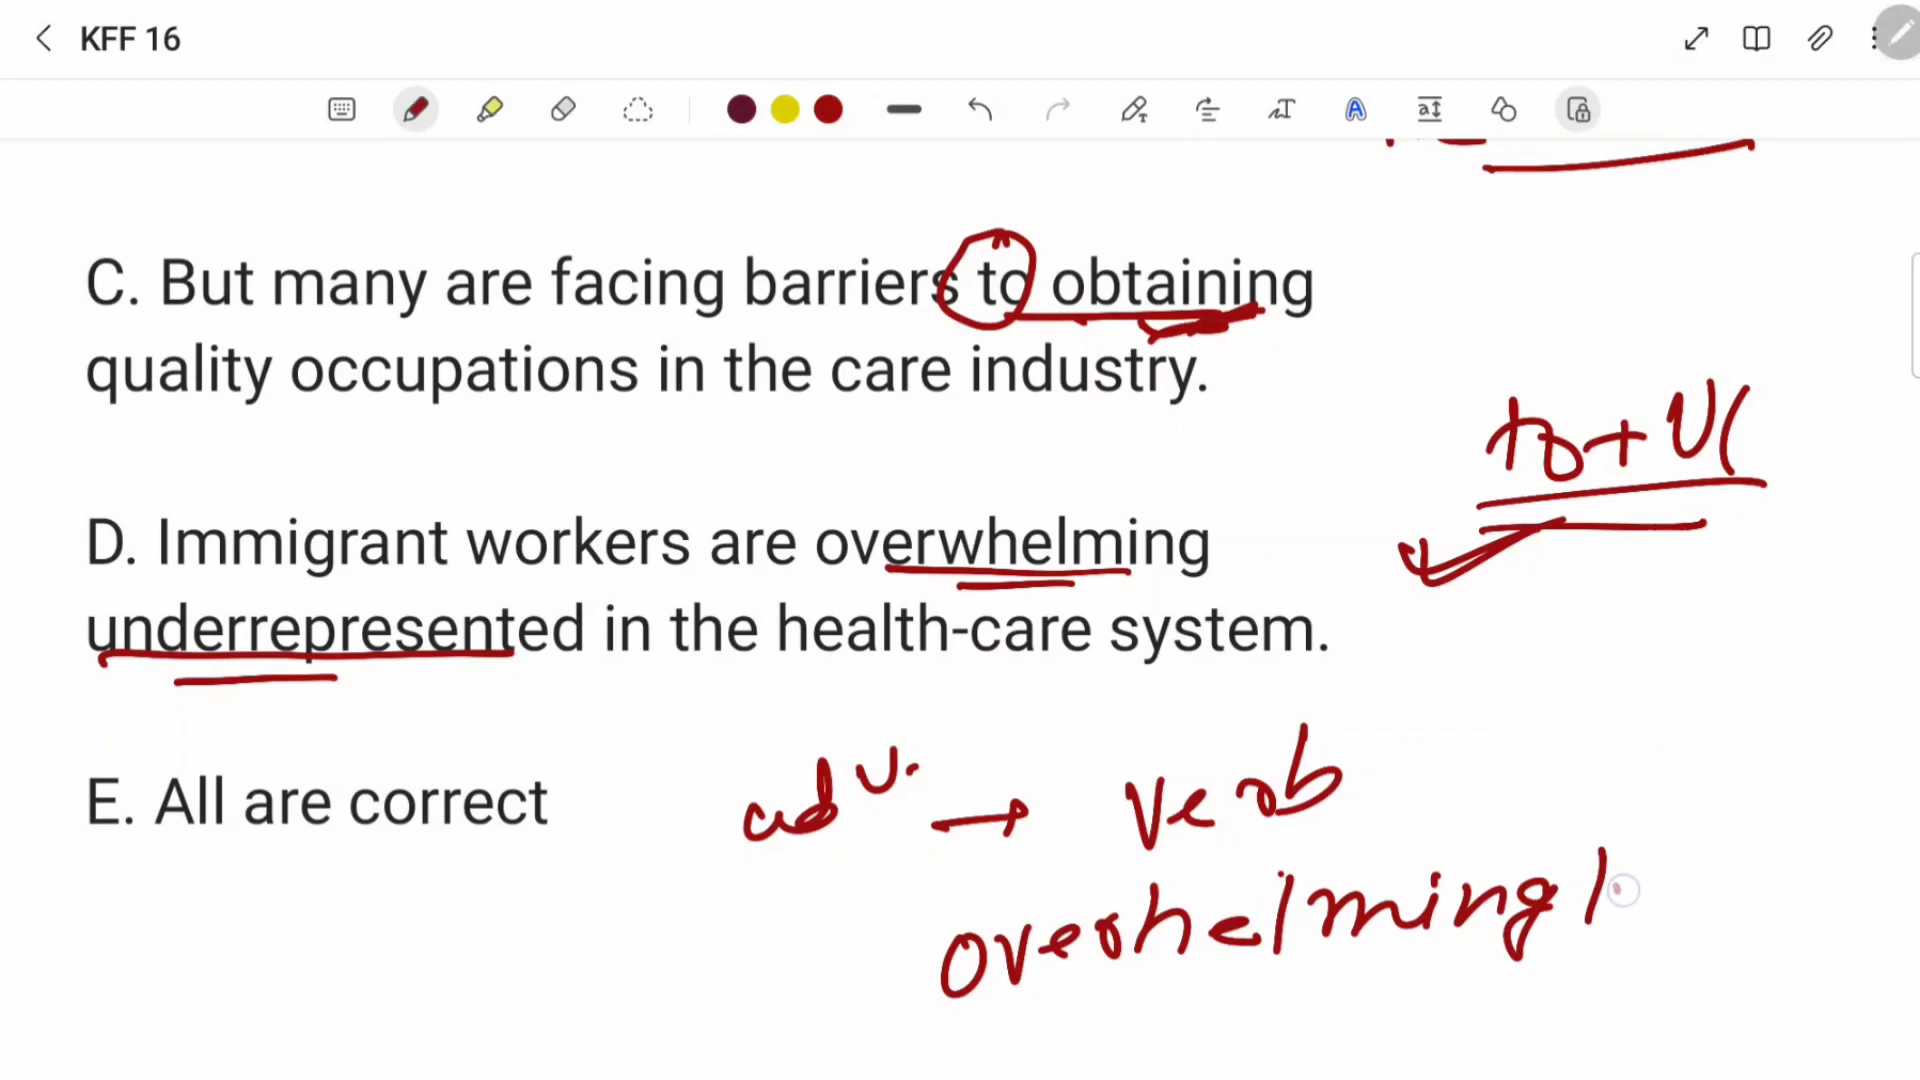 KFF 16
C. But many are facing barriers to obtaining
quality occupations in the care industry.
to + V(
D. Immigrant workers are overwhelming
underrepresented in the health-care system.
E. All are correct
adv. → verb
overhelmingl